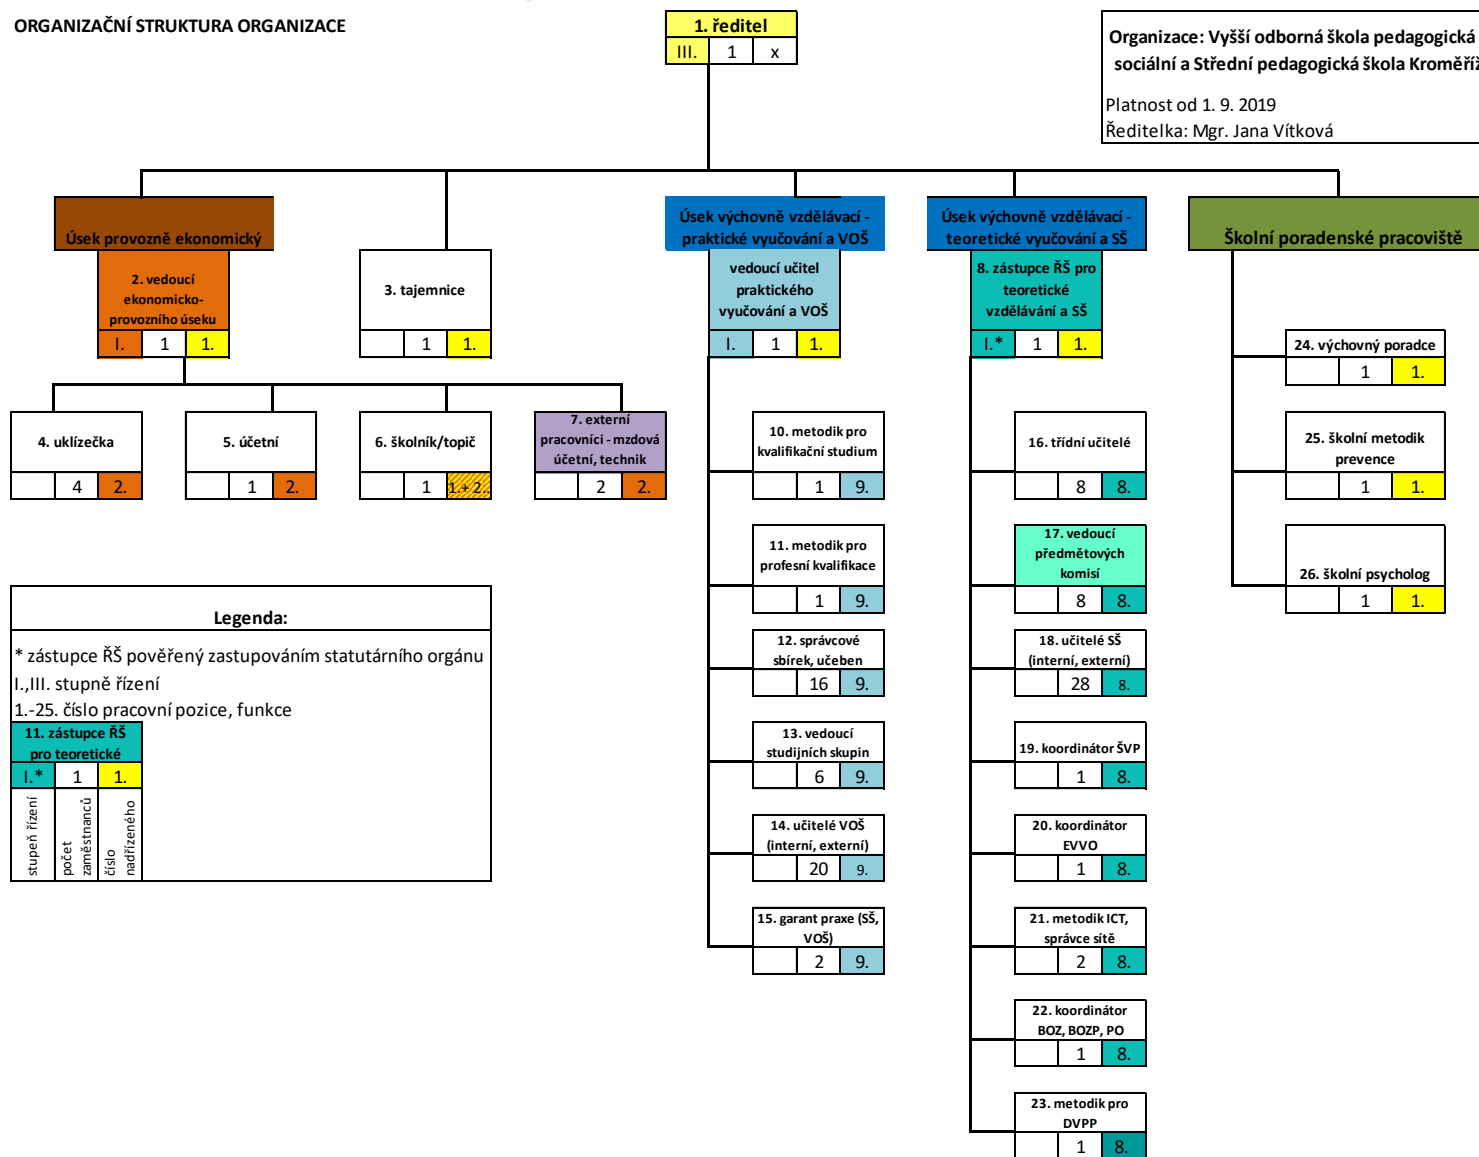 ORGANIZAČNÍ STRUKTURA ORGANIZACE
1. ředitel
III. 1 x
Organizace: Vyšší odborná škola pedagogická
sociální a Střední pedagogická škola Kroměříž
Platnost od 1. 9. 2019
Ředitelka: Mgr. Jana Vítková
Úsek provozně ekonomický
2. vedoucí
ekonomicko-
provozního úseku
I. 1 1.
3. tajemnice
1 1.
Úsek výchovně vzdělávací -
praktické vyučování a VOŠ
vedoucí učitel
praktického
vyučování a VOŠ
I. 1 1.
Úsek výchovně vzdělávací -
teoretické vyučování a SŠ
8. zástupce ŘŠ pro
teoretické
vzdělávání a SŠ
I.* 1 1.
Školní poradenské pracoviště
24. výchovný poradce
1 1.
25. školní metodik
prevence
1 1.
26. školní psycholog
1 1.
4. uklízečka
4 2.
5. účetní
1 2.
6. školník/topič
1 1.+ 2.
7. externí
pracovníci - mzdová
účetní, technik
2 2.
10. metodik pro
kvalifikační studium
1 9.
11. metodik pro
profesní kvalifikace
1 9.
12. správcové
sbírek, učeben
16 9.
13. vedoucí
studijních skupin
6 9.
14. učitelé VOŠ
(interní, externí)
20 9.
15. garant praxe (SŠ,
VOŠ)
2 9.
16. třídní učitelé
8 8.
17. vedoucí
předmětových
komisí
8 8.
18. učitelé SŠ
(interní, externí)
28 8.
19. koordinátor ŠVP
1 8.
20. koordinátor
EVVO
1 8.
21. metodik ICT,
správce sítě
2 8.
22. koordinátor
BOZ, BOZP, PO
1 8.
23. metodik pro
DVPP
1 8.
Legenda:
* zástupce ŘŠ pověřený zastupováním statutárního orgánu
I.,III. stupně řízení
1.-25. číslo pracovní pozice, funkce
11. zástupce ŘŠ
pro teoretické
I.* 1 1.
stupeň řízení
počet
zaměstnanců
číslo
nadřízeného